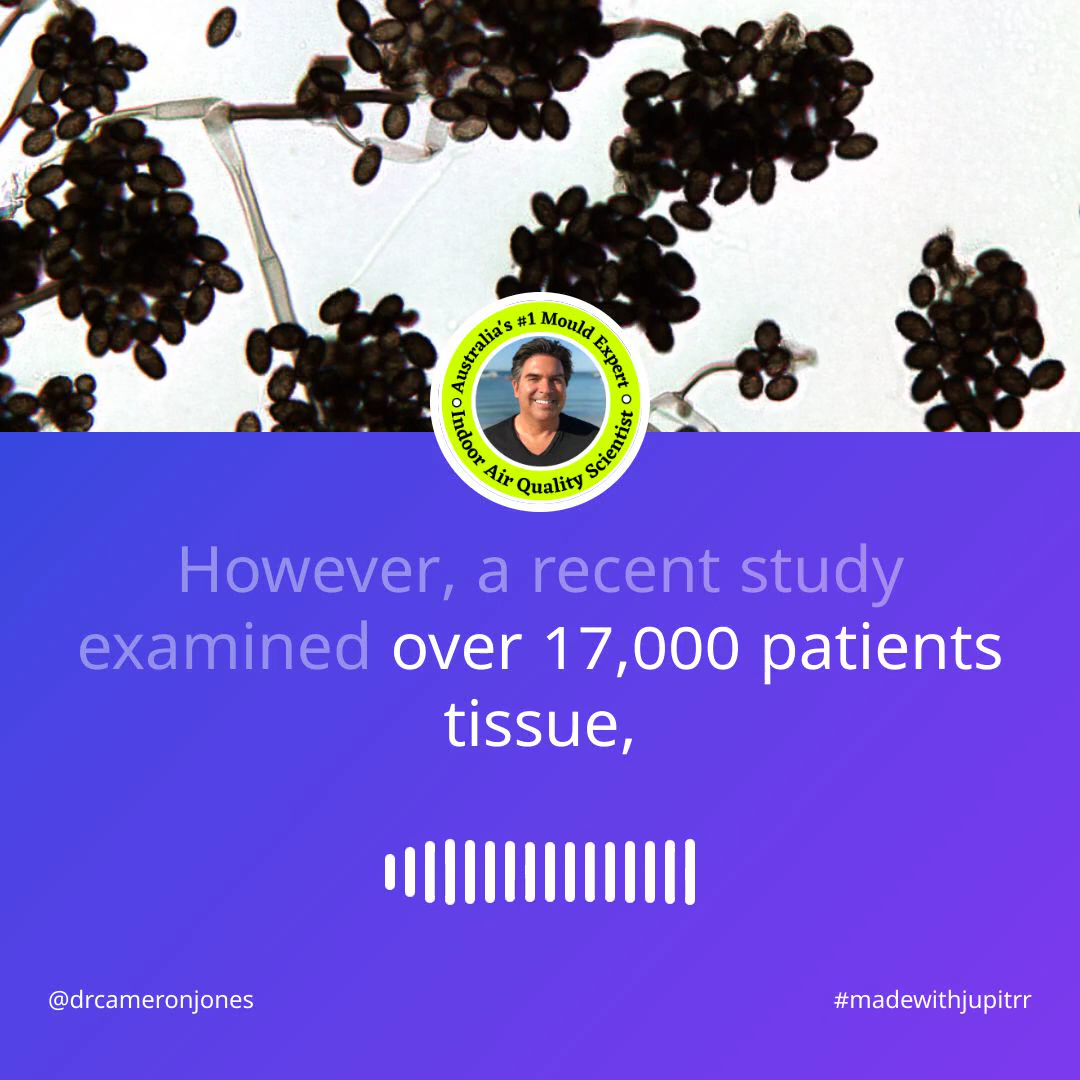 Australia's #1 Mould Expert
Indoor Air Quality Scientist
However, a recent study
examined over 17,000 patients
tissue,
@drcameronjones
#madewithjupitrr